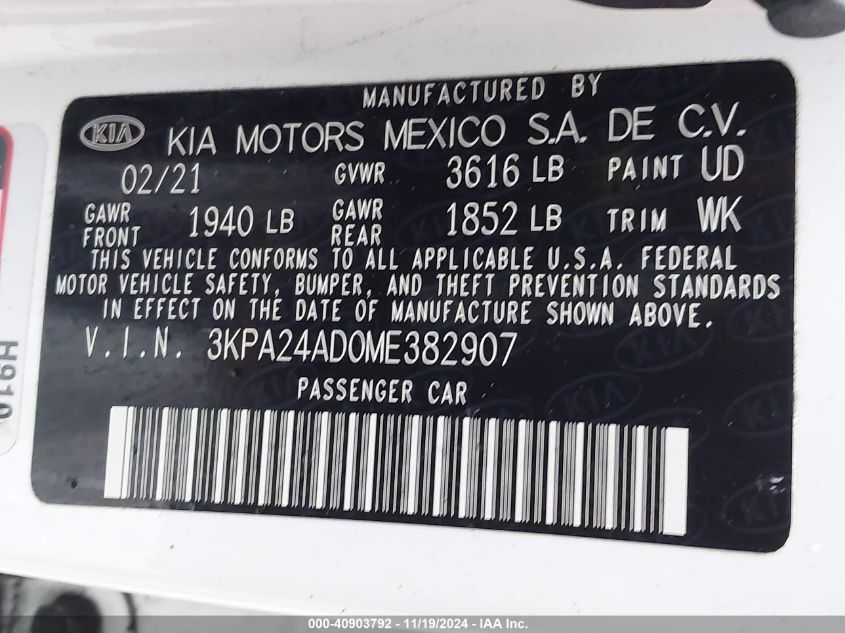 MANUFACTURED BY
KIA KIA MOTORS MEXICO S.A. DE C.V.
02/21 GVWR 3616 LB PAINT UD
GAWR FRONT 1940 LB GAWR REAR 1852 LB TRIM WK
THIS VEHICLE CONFORMS TO ALL APPLICABLE U.S.A. FEDERAL
MOTOR VEHICLE SAFETY, BUMPER, AND THEFT PREVENTION STANDARDS
IN EFFECT ON THE DATE OF MANUFACTURE SHOWN ABOVE.
V.I.N. 3KPA24AD0ME382907
PASSENGER CAR
000-40903792 - 11/19/2024 - IAA Inc.